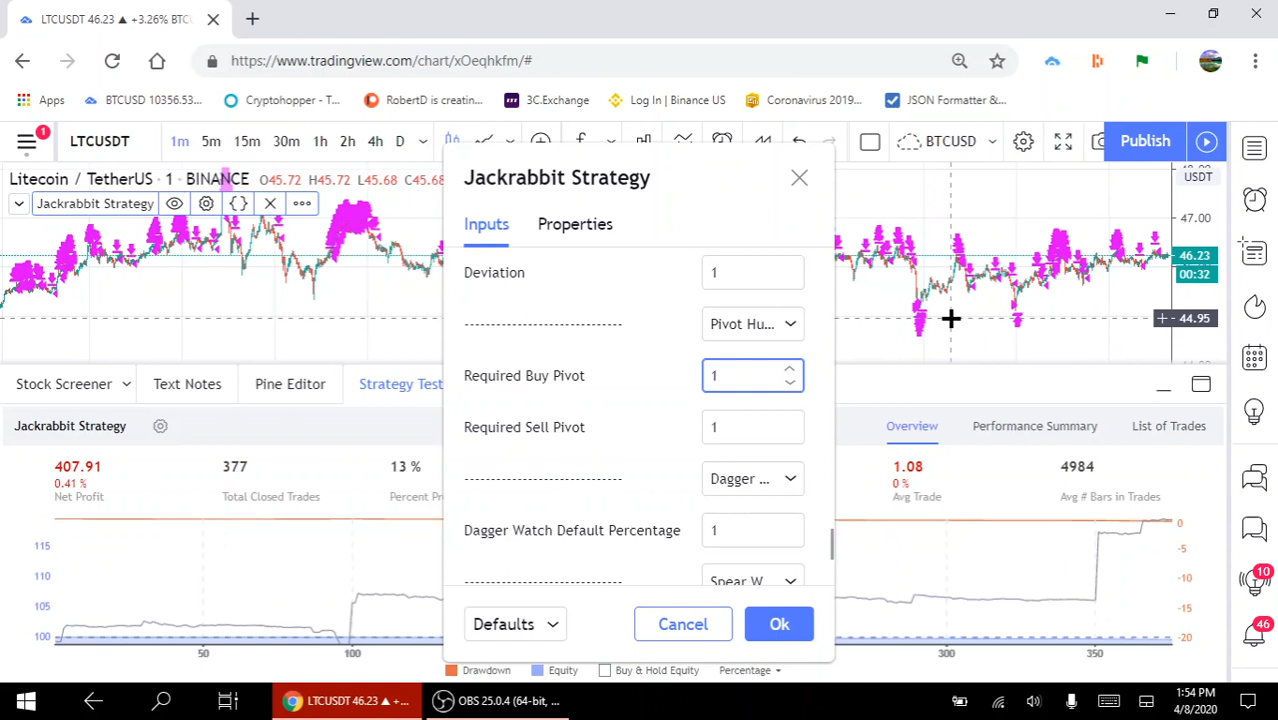 LTCUSDT 46.23 ▲ +3.26% BTC
https://www.tradingview.com/chart/xOeqhkfm/#
Apps BTCUSD 10356.53... Cryptohopper - T... RobertD is creatin... 3C.Exchange Log In | Binance US Coronavirus 2019... JSON Formatter &...
1 LTCUSDT 1m 5m 15m 30m 1h 2h 4h D BTCUSD Publish
Litecoin / TetherUS · 1 · BINANCE O45.72 H45.72 L45.68 C45.68
USDT
Jackrabbit Strategy
47.00
46.23
00:32
44.95
Jackrabbit Strategy
Inputs Properties
Deviation 1
---------------------------- Pivot Hu...
Required Buy Pivot 1
Required Sell Pivot 1
---------------------------- Dagger ...
Dagger Watch Default Percentage 1
---------------------------- Spear W
Defaults Cancel Ok
Stock Screener Text Notes Pine Editor Strategy Test
Jackrabbit Strategy Overview Performance Summary List of Trades
407.91 377 13 % 1.08 4984
0.41 % 0 %
Net Profit Total Closed Trades Percent Pr Avg Trade Avg # Bars in Trades
115
110
105
100
0
-5
-10
-15
-20
50 100 300 350
Drawdown Equity Buy & Hold Equity Percentage
10
46
LTCUSDT 46.23 ▲ +... OBS 25.0.4 (64-bit, ...
1:54 PM
4/8/2020